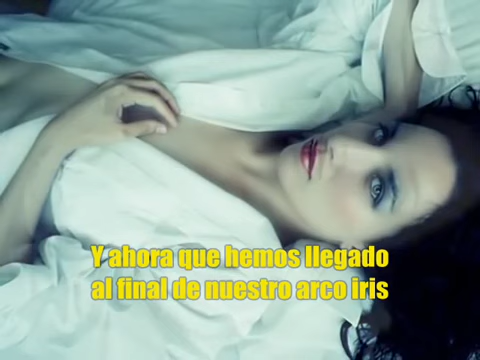 Y ahora que hemos llegado
al final de nuestro arco iris